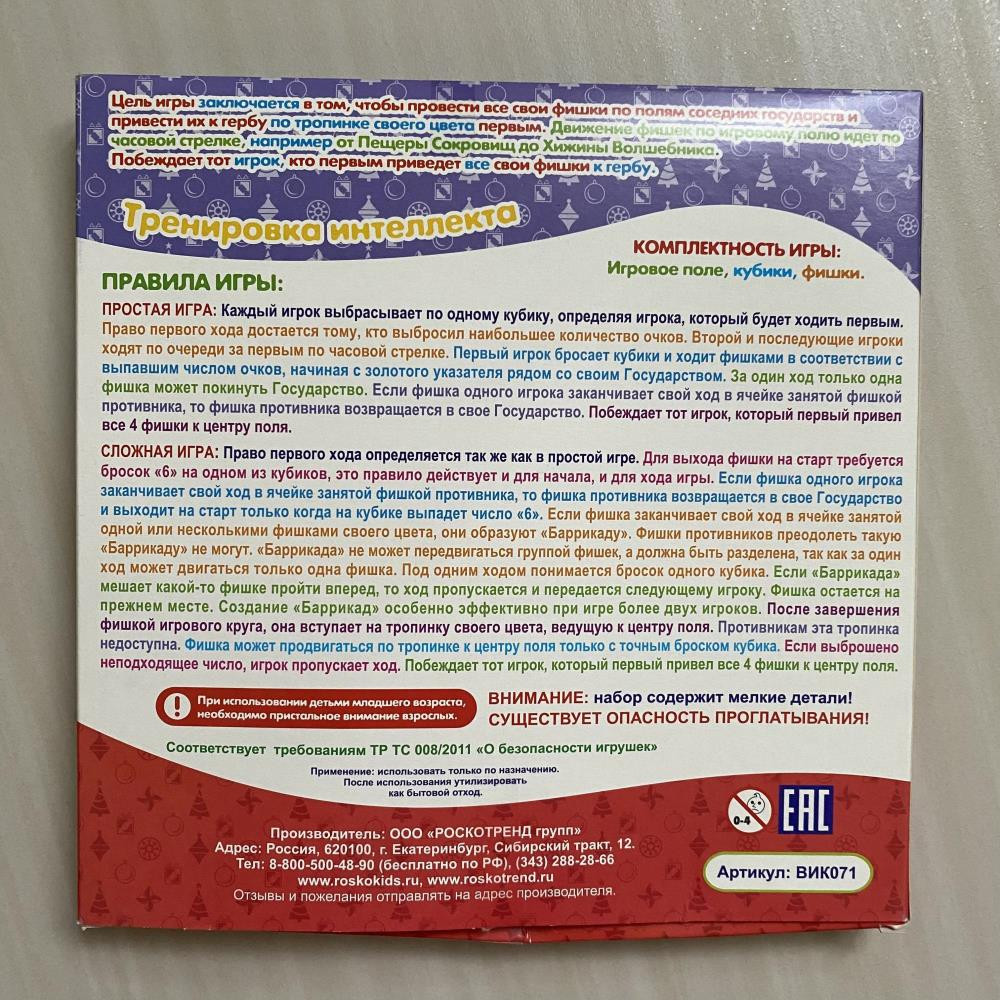 Цель игры заключается в том, чтобы провести все свои фишки по полям соседних государств и
привести их к гербу по тропинке своего цвета первым. Движение фишек по игровому полю идет по
часовой стрелке, например от Пещеры Сокровищ до Хижины Волшебника.
Побеждает тот игрок, кто первым приведет все свои фишки к гербу.
Тренировка интеллекта
КОМПЛЕКТНОСТЬ ИГРЫ:
Игровое поле, кубики, фишки.
ПРАВИЛА ИГРЫ:
ПРОСТАЯ ИГРА: Каждый игрок выбрасывает по одному кубику, определяя игрока, который будет ходить первым.
Право первого хода достается тому, кто выбросил наибольшее количество очков. Второй и последующие игроки
ходят по очереди за первым по часовой стрелке. Первый игрок бросает кубики и ходит фишками в соответствии с
выпавшим числом очков, начиная с золотого указателя рядом со своим Государством. За один ход только одна
фишка может покинуть Государство. Если фишка одного игрока заканчивает свой ход в ячейке занятой фишкой
противника, то фишка противника возвращается в свое Государство. Побеждает тот игрок, который первый привел
все 4 фишки к центру поля.
СЛОЖНАЯ ИГРА: Право первого хода определяется так же как в простой игре. Для выхода фишки на старт требуется
бросок «6» на одном из кубиков, это правило действует и для начала, и для хода игры. Если фишка одного игрока
заканчивает свой ход в ячейке занятой фишкой противника, то фишка противника возвращается в свое Государство
и выходит на старт только когда на кубике выпадет число «6». Если фишка заканчивает свой ход в ячейке занятой
одной или несколькими фишками своего цвета, они образуют «Баррикаду». Фишки противников преодолеть такую
«Баррикаду» не могут. «Баррикада» не может передвигаться группой фишек, а должна быть разделена, так как за один
ход может двигаться только одна фишка. Под одним ходом понимается бросок одного кубика. Если «Баррикада»
мешает какой-то фишке пройти вперед, то ход пропускается и передается следующему игроку. Фишка остается на
прежнем месте. Создание «Баррикад» особенно эффективно при игре более двух игроков. После завершения
фишкой игрового круга, она вступает на тропинку своего цвета, ведущую к центру поля. Противникам эта тропинка
недоступна. Фишка может продвигаться по тропинке к центру поля только с точным броском кубика. Если выброшено
неподходящее число, игрок пропускает ход. Побеждает тот игрок, который первый привел все 4 фишки к центру поля.
При использовании детьми младшего возраста,
необходимо пристальное внимание взрослых.
ВНИМАНИЕ: набор содержит мелкие детали!
СУЩЕСТВУЕТ ОПАСНОСТЬ ПРОГЛАТЫВАНИЯ!
Соответствует требованиям ТР ТС 008/2011 «О безопасности игрушек»
Применение: использовать только по назначению.
После использования утилизировать
как бытовой отход.
0-4
EAC
Производитель: ООО «РОСКОТРЕНД групп»
Адрес: Россия, 620100, г. Екатеринбург, Сибирский тракт, 12.
Тел: 8-800-500-48-90 (бесплатно по РФ), (343) 288-28-66
www.roskokids.ru, www.roskotrend.ru
Отзывы и пожелания отправлять на адрес производителя.
Артикул: ВИК071